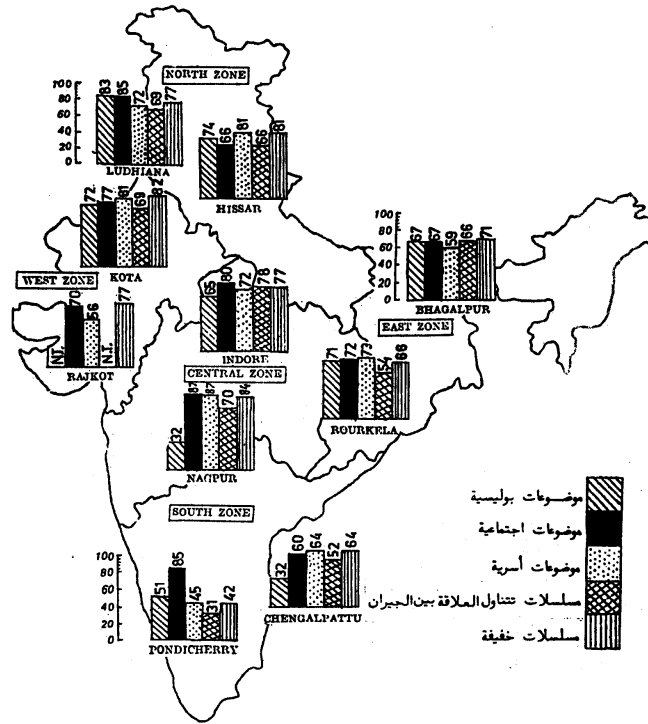 NORTH ZONE
100
80
60
40
20
0
83 85 72 69 77
LUDHIANA
74 66 81 66 81
HISSAR
72 77 81 69 82
KOTA
WEST ZONE
N.T. 70 56 N.T. 77
RAJKOT
65 80 72 78 77
INDORE
CENTRAL ZONE
100
80
60
40
20
0
67 67 59 66 71
BHAGALPUR
EAST ZONE
71 72 73 54 66
ROURKELA
32 87 87 70 84
NAGPUR
SOUTH ZONE
100
80
60
40
20
0
51 85 45 31 42
PONDICHERRY
32 60 64 52 64
CHENGALPATTU
موضوعات بوليسية
موضوعات اجتماعية
موضوعات أسرية
مسلسلات تتناول العلاقة بين الجيران
مسلسلات خفيفة